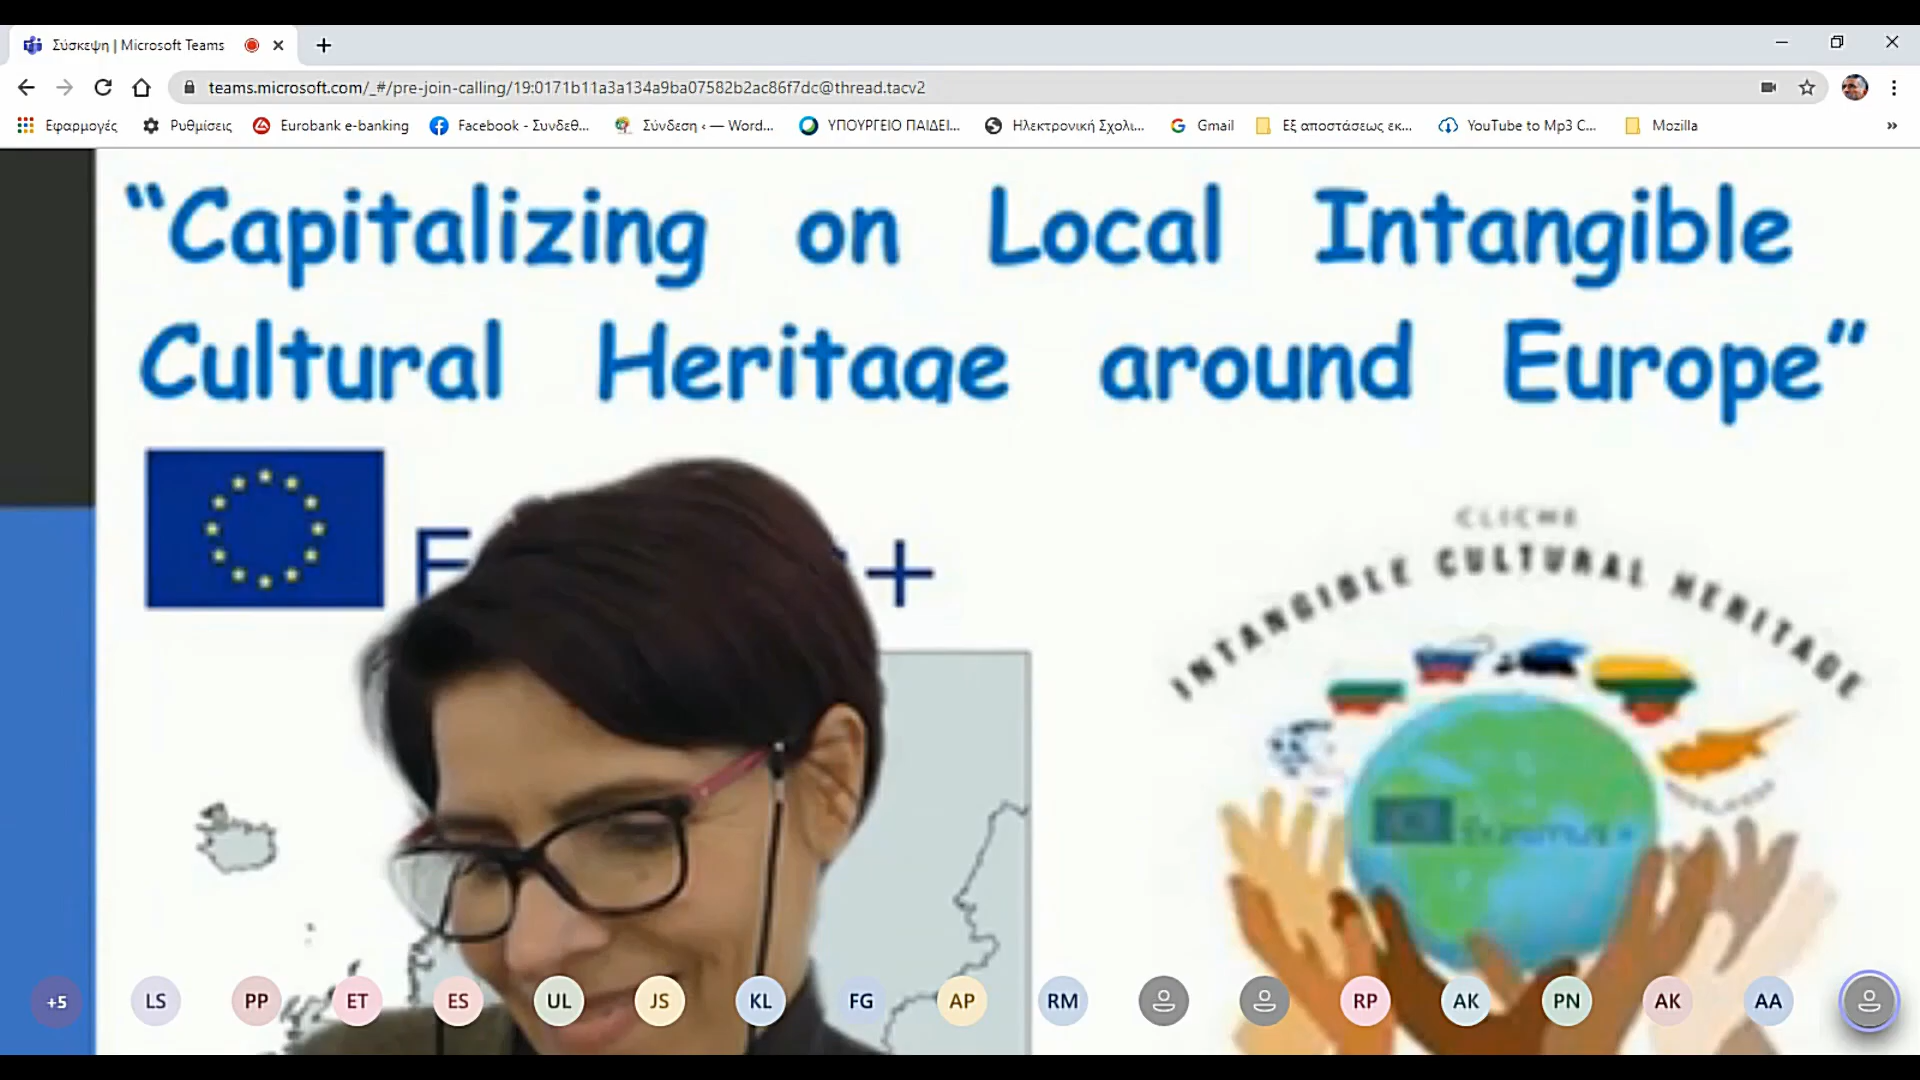 Σύσκεψη | Microsoft Teams
teams.microsoft.com/_#/pre-join-calling/19:0171b11a3a134a9ba07582b2ac86f7dc@thread.tacv2
Εφαρμογές Ρυθμίσεις Eurobank e-banking Facebook - Συνδεθ... Σύνδεση ‹ — Word... ΥΠΟΥΡΓΕΙΟ ΠΑΙΔΕΙ... Ηλεκτρονική Σχολι... Gmail Εξ αποστάσεως εκ... YouTube to Mp3 C... Mozilla »
“Capitalizing on Local Intangible
Cultural Heritage around Europe”
E +
CLICHE
INTANGIBLE CULTURAL HERITAGE
Erasmus +
+5 LS PP ET ES UL JS KL FG AP RM RP AK PN AK AA